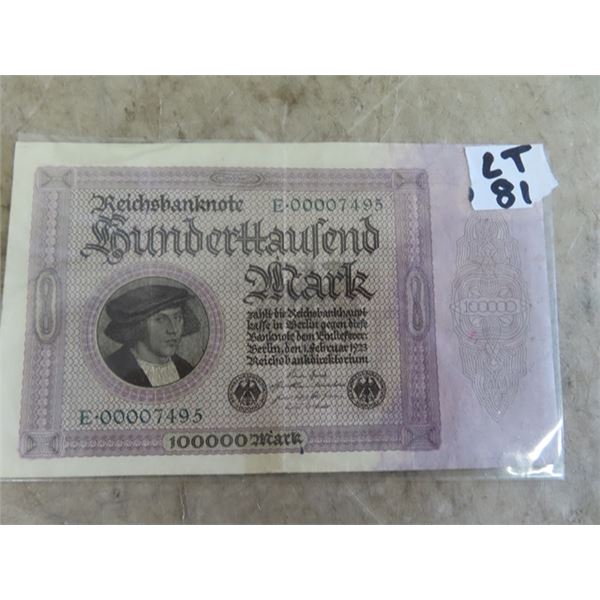 LT
81
Reichsbanknote E·00007495
Hunderttausend
Mark
zahlt die Reichsbankhaupt-
kasse in Berlin gegen diese
Banknote dem Einlieferer.
Berlin, den 1. Februar 1923
Reichsbankdirektorium
100000
E·00007495
100000 Mark